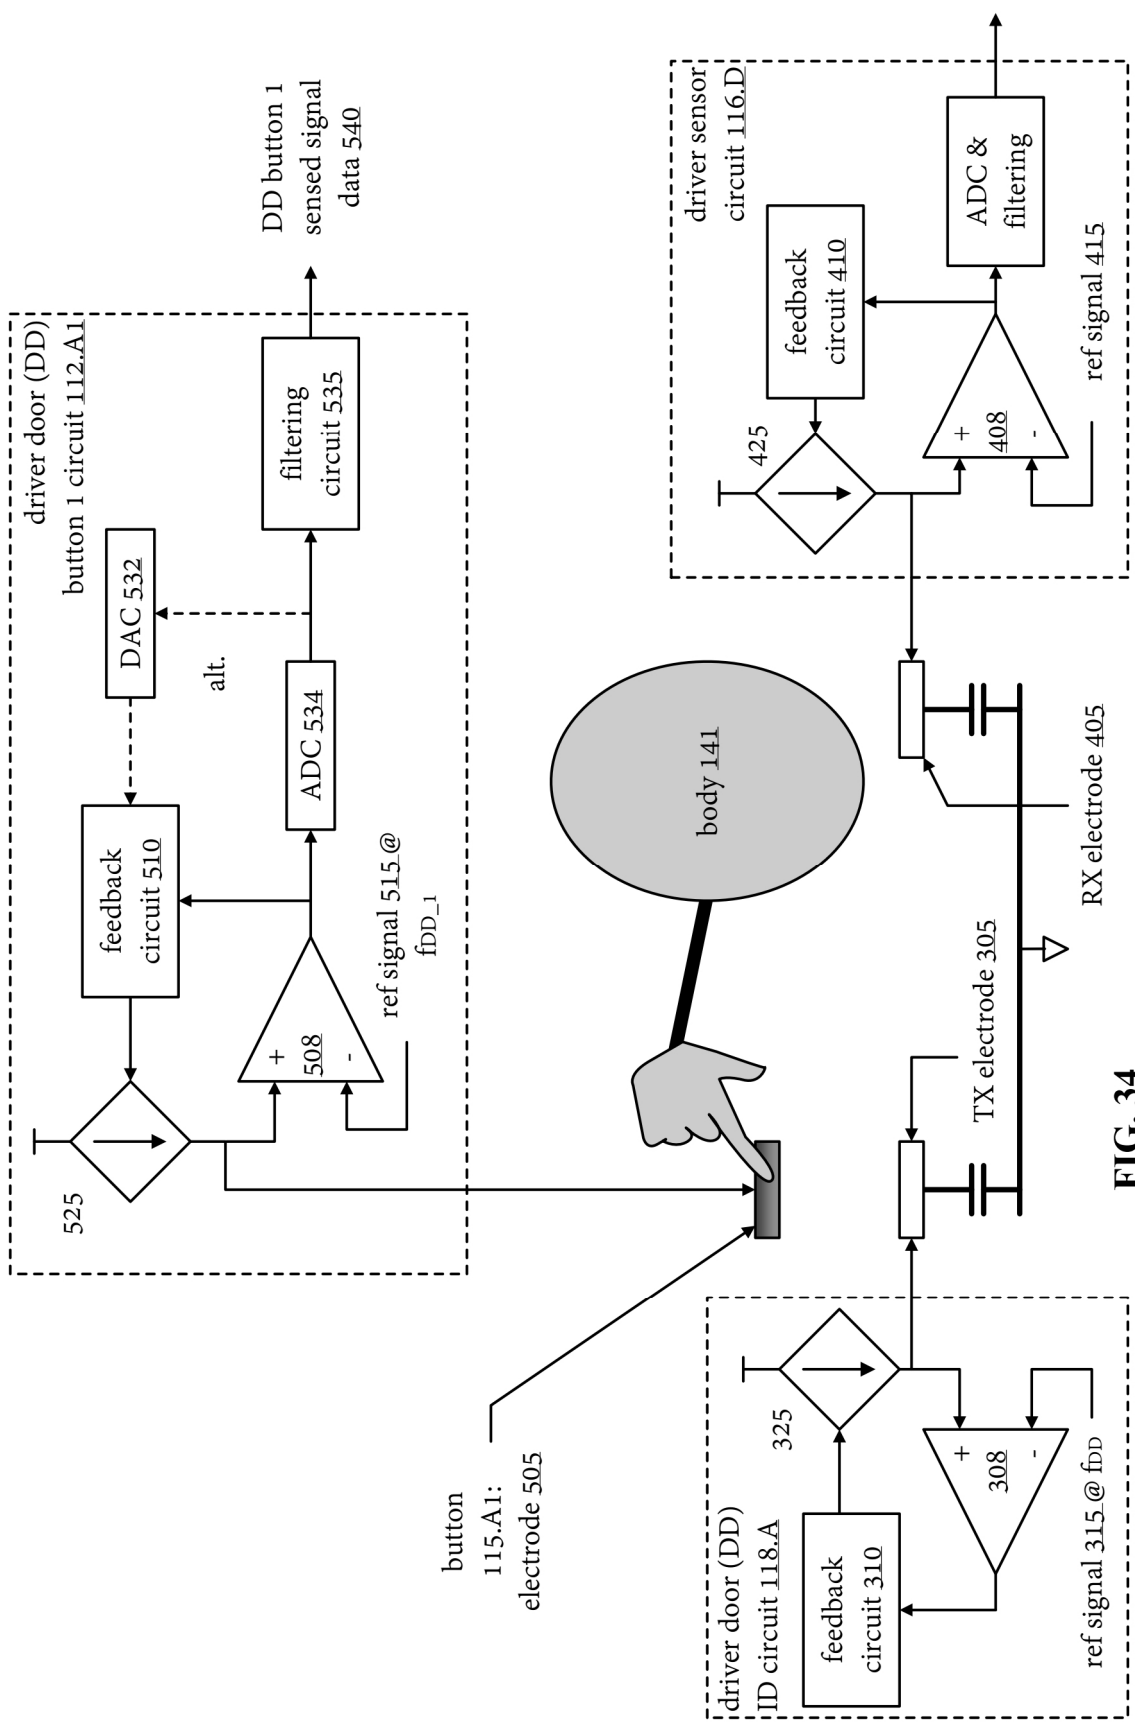 driver door (DD)
button 1 circuit 112.A1
525
feedback
circuit 510
DAC 532
alt.
+
508
-
ADC 534
filtering
circuit 535
ref signal 515 @
fDD_1
DD button 1
sensed signal
data 540
button
115.A1:
electrode 505
body 141
driver door (DD)
ID circuit 118.A
325
feedback
circuit 310
+
308
-
ref signal 315 @ fDD
TX electrode 305
RX electrode 405
driver sensor
circuit 116.D
425
feedback
circuit 410
+
408
-
ADC &
filtering
ref signal 415
FIG. 34